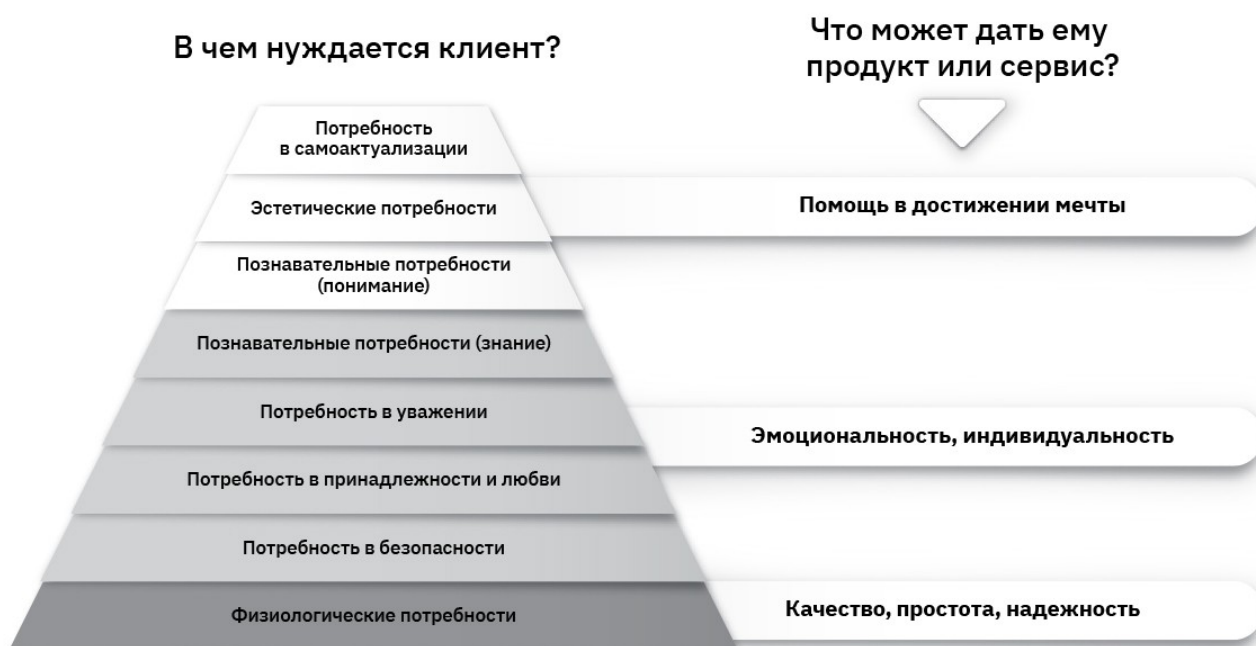 В чем нуждается клиент?
Что может дать ему
продукт или сервис?
Потребность
в самоактуализации
Эстетические потребности
Помощь в достижении мечты
Познавательные потребности
(понимание)
Познавательные потребности (знание)
Потребность в уважении
Эмоциональность, индивидуальность
Потребность в принадлежности и любви
Потребность в безопасности
Физиологические потребности
Качество, простота, надежность